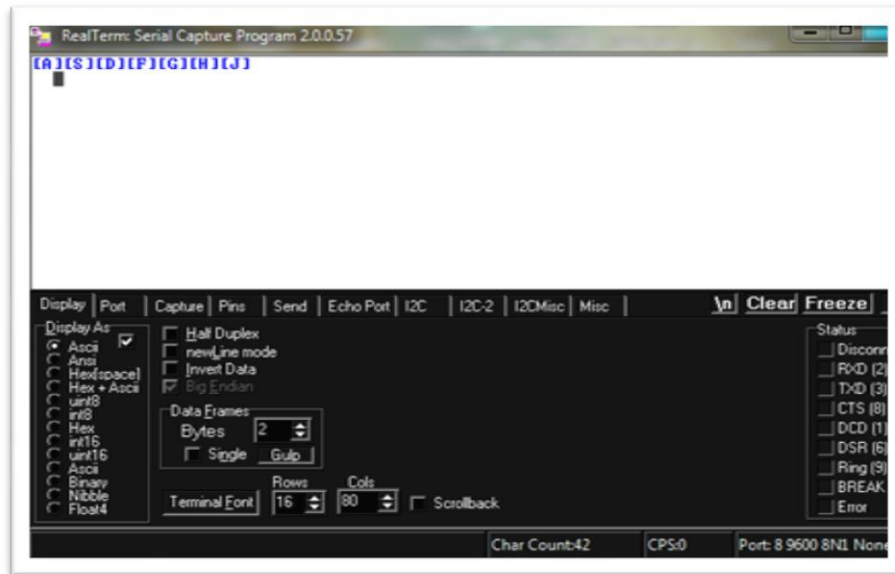 RealTerm: Serial Capture Program 2.0.0.57
[A][S][D][F][G][H][J]
Display Port Capture Pins Send Echo Port I2C I2C-2 I2CMisc Misc \n Clear Freeze
Display As
Ascii
Ansi
Hex[space]
Hex + Ascii
uint8
int8
Hex
int16
uint16
Ascii
Binary
Nibble
Float4
Half Duplex
newLine mode
Invert Data
Big Endian
Data Frames
Bytes 2
Single Gulp
Rows Cols
Terminal Font 16 80 Scrollback
Status
Disconn
RXD (2)
TXD (3)
CTS (8)
DCD (1)
DSR (6)
Ring (9)
BREAK
Error
Char Count:42 CPS:0 Port: 8 9600 8N1 None